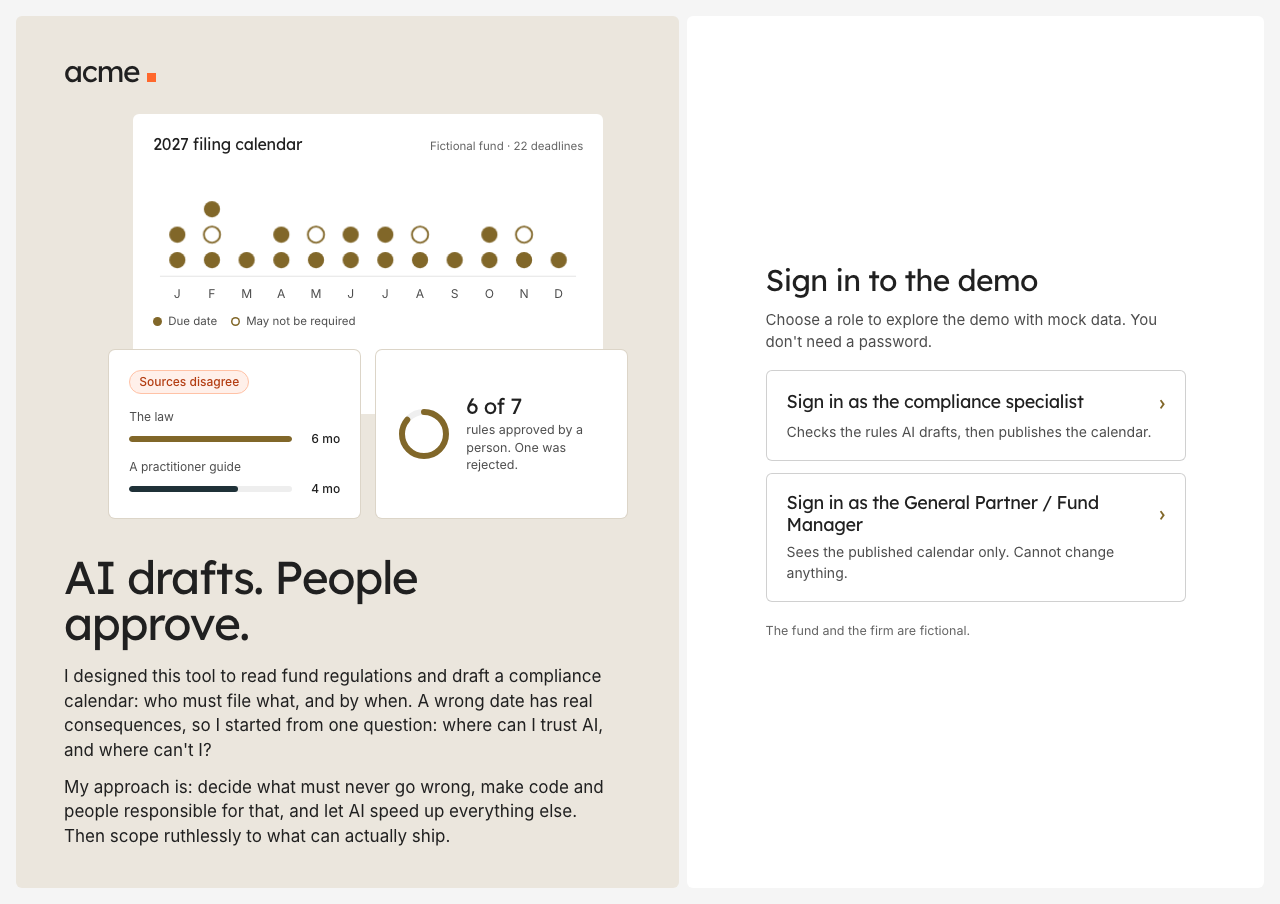 acme
2027 filing calendar
Fictional fund · 22 deadlines
J F M A M J J A S O N D
Due date
May not be required
Sources disagree
The law
6 mo
A practitioner guide
4 mo
6 of 7
rules approved by a
person. One was
rejected.
AI drafts. People
approve.
I designed this tool to read fund regulations and draft a compliance
calendar: who must file what, and by when. A wrong date has real
consequences, so I started from one question: where can I trust AI,
and where can't I?
My approach is: decide what must never go wrong, make code and
people responsible for that, and let AI speed up everything else.
Then scope ruthlessly to what can actually ship.
Sign in to the demo
Choose a role to explore the demo with mock data. You
don't need a password.
Sign in as the compliance specialist
Checks the rules AI drafts, then publishes the calendar.
Sign in as the General Partner / Fund
Manager
Sees the published calendar only. Cannot change
anything.
The fund and the firm are fictional.